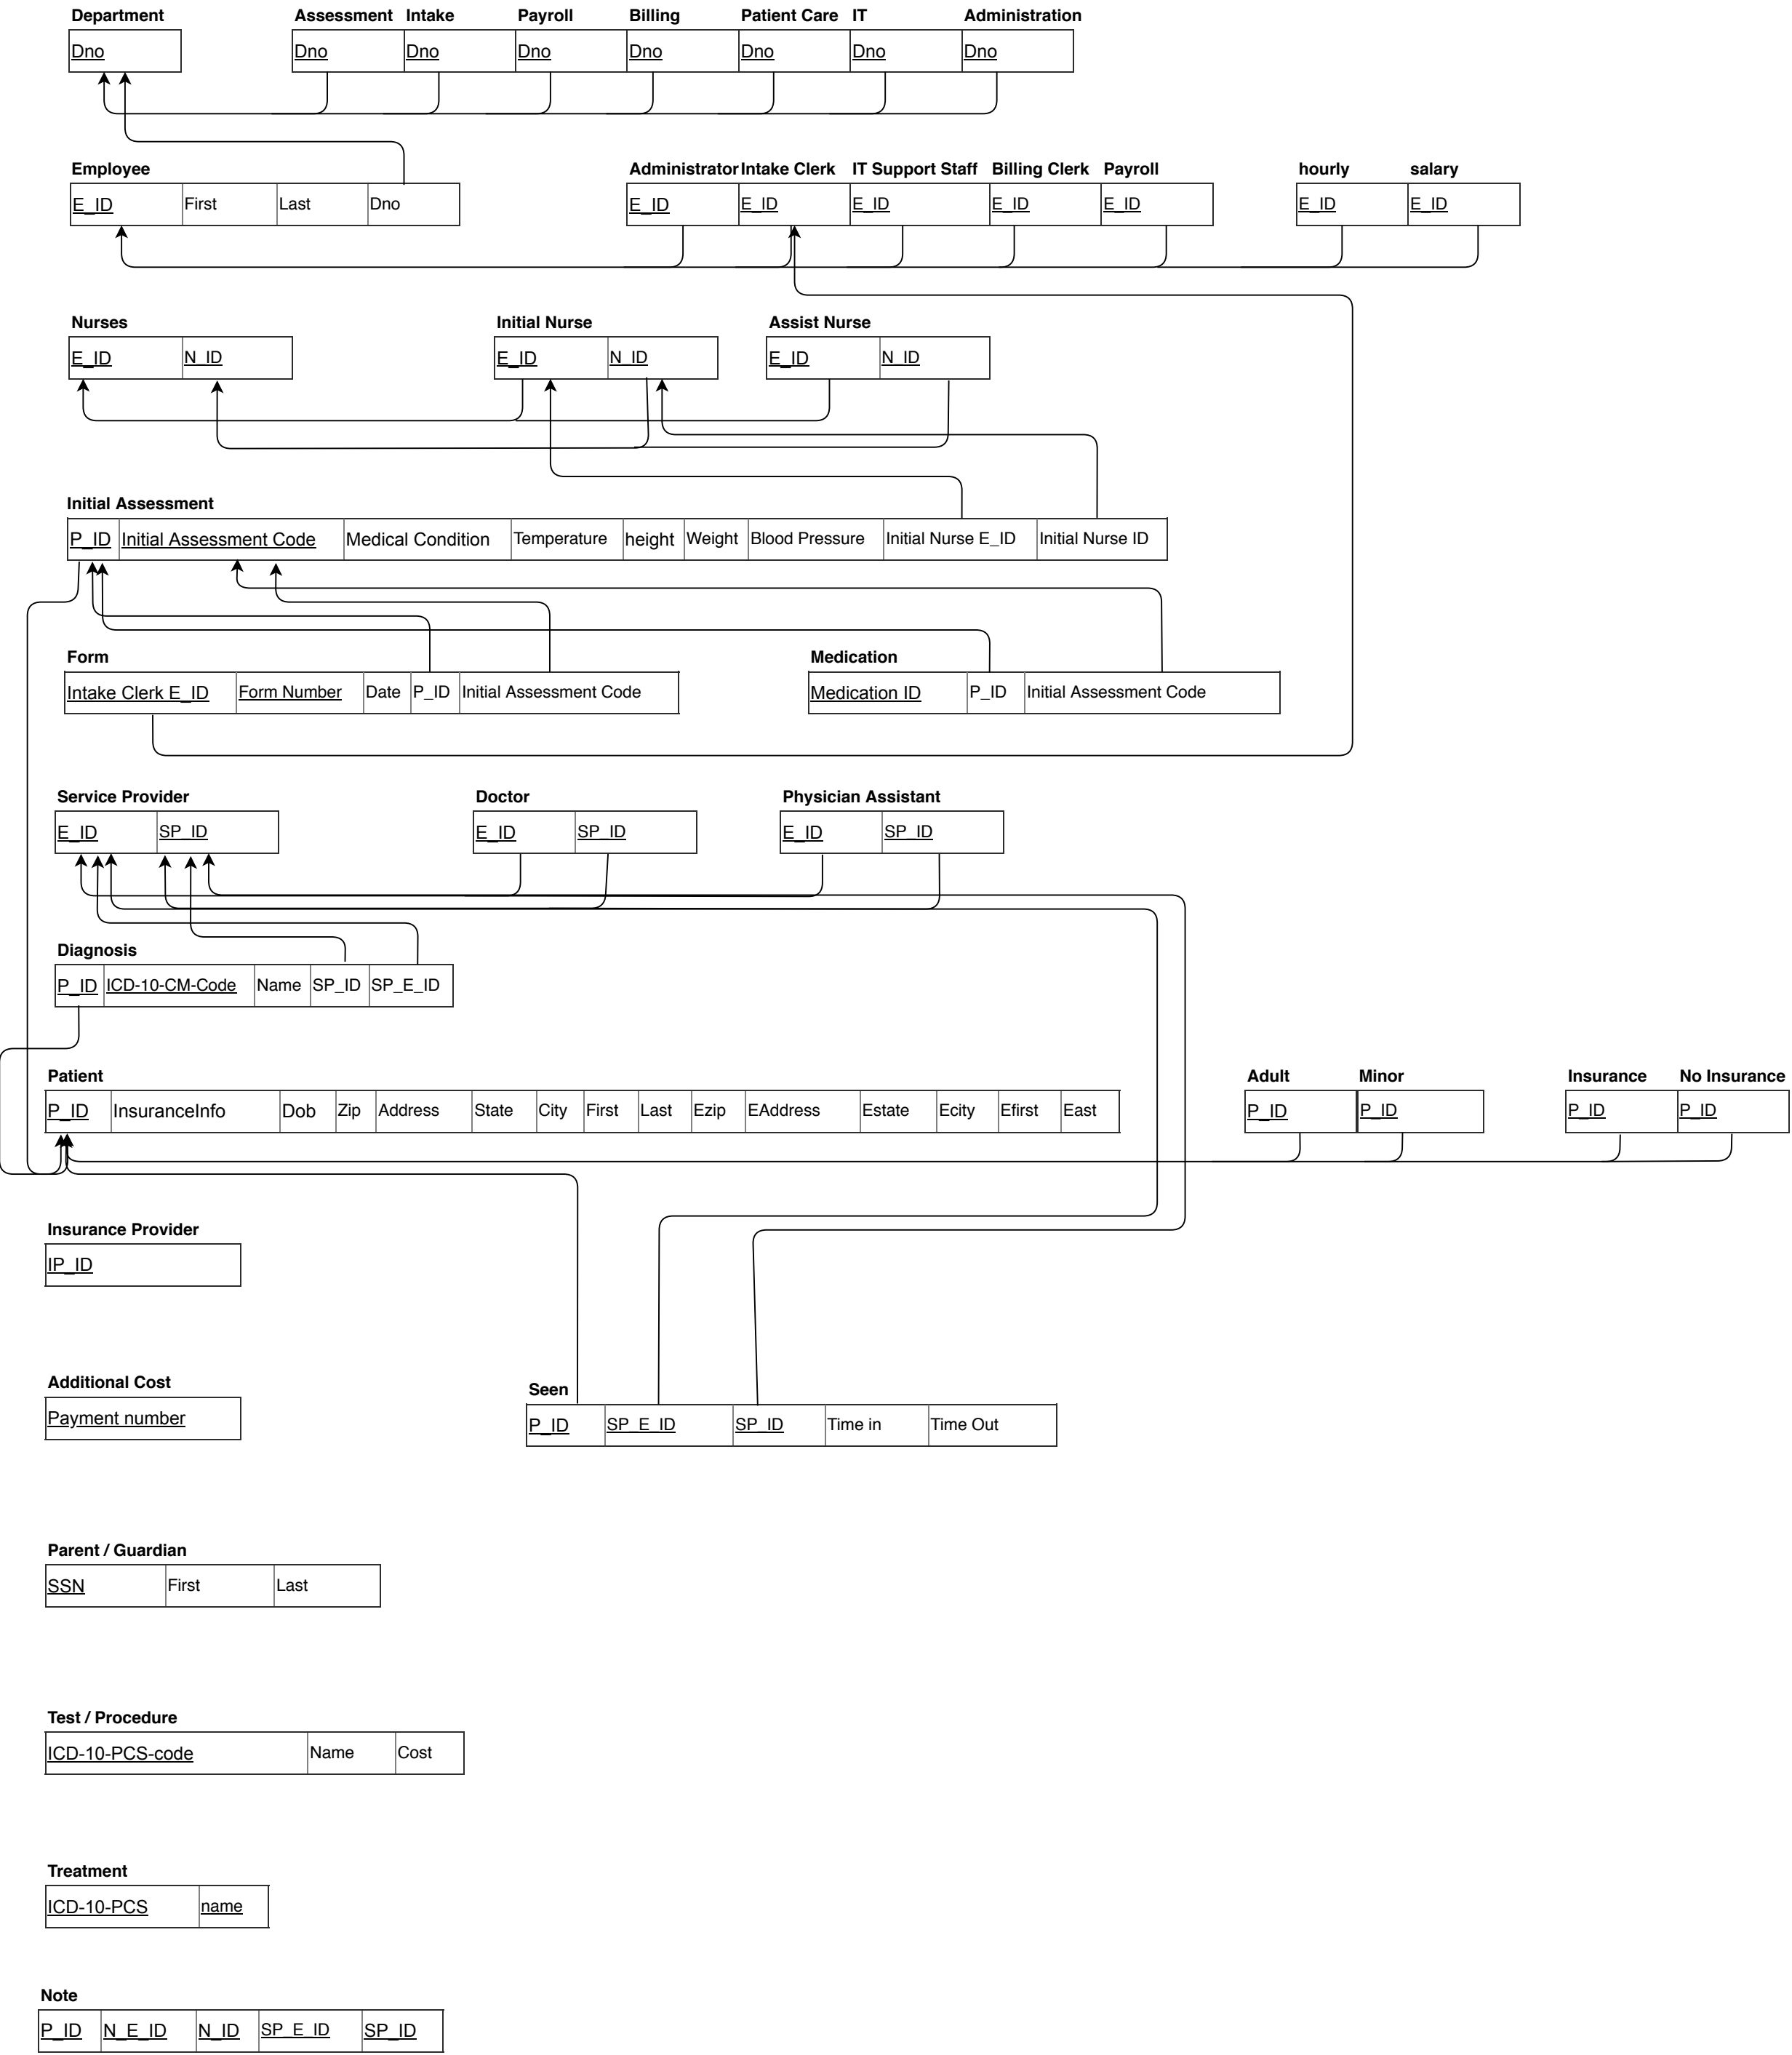 Department Assessment Intake Payroll Billing Patient Care IT Administration
Dno Dno Dno Dno Dno Dno Dno Dno
Employee Administrator Intake Clerk IT Support Staff Billing Clerk Payroll hourly salary
E_ID First Last Dno E_ID E_ID E_ID E_ID E_ID E_ID E_ID
Nurses Initial Nurse Assist Nurse
E_ID N_ID E_ID N_ID E_ID N_ID
Initial Assessment
P_ID Initial Assessment Code Medical Condition Temperature height Weight Blood Pressure Initial Nurse E_ID Initial Nurse ID
Form Medication
Intake Clerk E_ID Form Number Date P_ID Initial Assessment Code Medication ID P_ID Initial Assessment Code
Service Provider Doctor Physician Assistant
E_ID SP_ID E_ID SP_ID E_ID SP_ID
Diagnosis
P_ID ICD-10-CM-Code Name SP_ID SP_E_ID
Patient Adult Minor Insurance No Insurance
P_ID InsuranceInfo Dob Zip Address State City First Last Ezip EAddress Estate Ecity Efirst East P_ID P_ID P_ID P_ID
Insurance Provider
IP_ID
Additional Cost Seen
Payment number P_ID SP_E_ID SP_ID Time in Time Out
Parent / Guardian
SSN First Last
Test / Procedure
ICD-10-PCS-code Name Cost
Treatment
ICD-10-PCS name
Note
P_ID N_E_ID N_ID SP_E_ID SP_ID